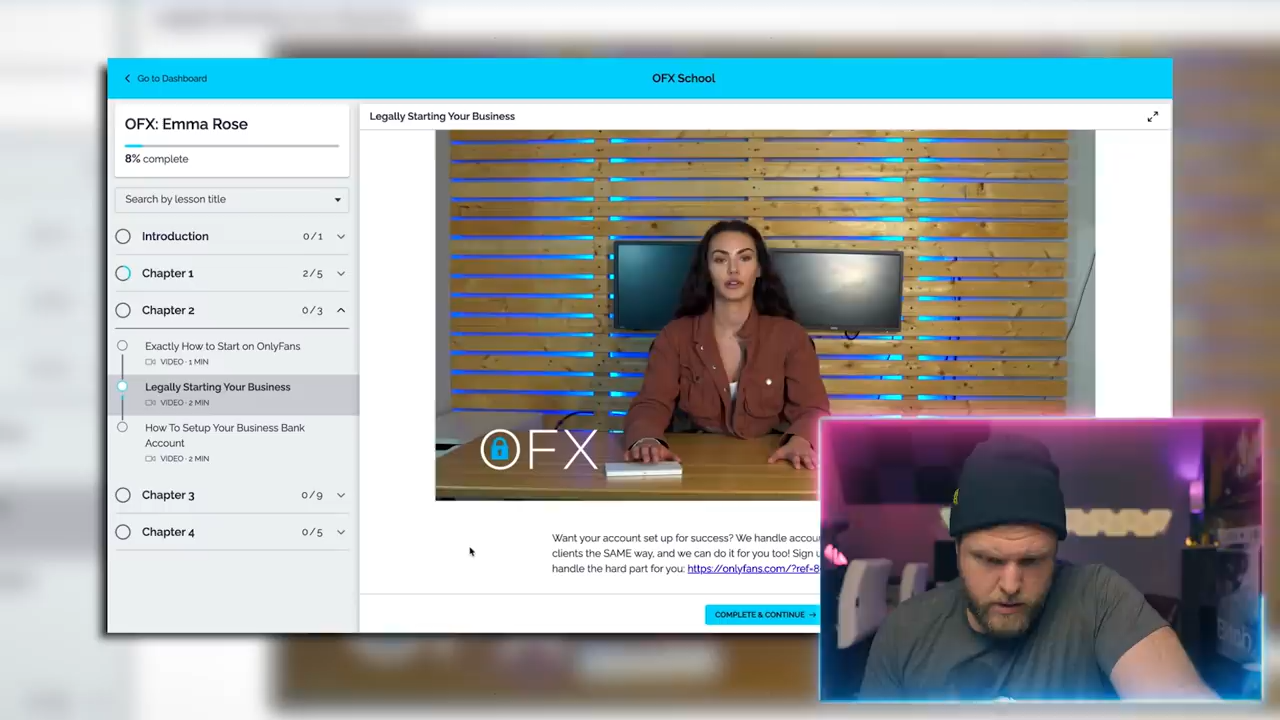 Go to Dashboard
OFX School
OFX: Emma Rose
8% complete
Search by lesson title
Introduction 0/1
Chapter 1 2/5
Chapter 2 0/3
Exactly How to Start on OnlyFans
VIDEO · 1 MIN
Legally Starting Your Business
VIDEO · 2 MIN
How To Setup Your Business Bank
Account
VIDEO · 2 MIN
Chapter 3 0/9
Chapter 4 0/5
Legally Starting Your Business
OFX
Want your account set up for success? We handle
clients the SAME way, and we can do it for you too! Sign
handle the hard part for you: https://onlyfans.com/?ref=8
COMPLETE & CONTINUE →